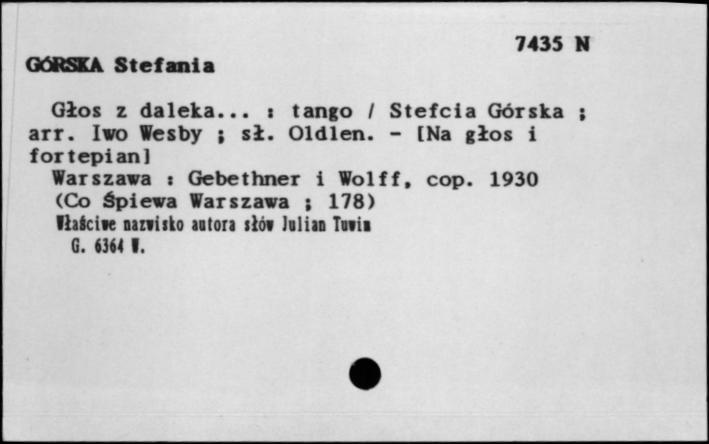 7435 N
GÓRSKA Stefania
Głos z daleka... : tango / Stefcia Górska ;
arr. Iwo Wesby ; sł. Oldlen. - [Na głos i
fortepian]
Warszawa : Gebethner i Wolff, cop. 1930
(Co Śpiewa Warszawa ; 178)
Właściwe nazwisko autora słów Julian Tuwim
G. 6364 W.